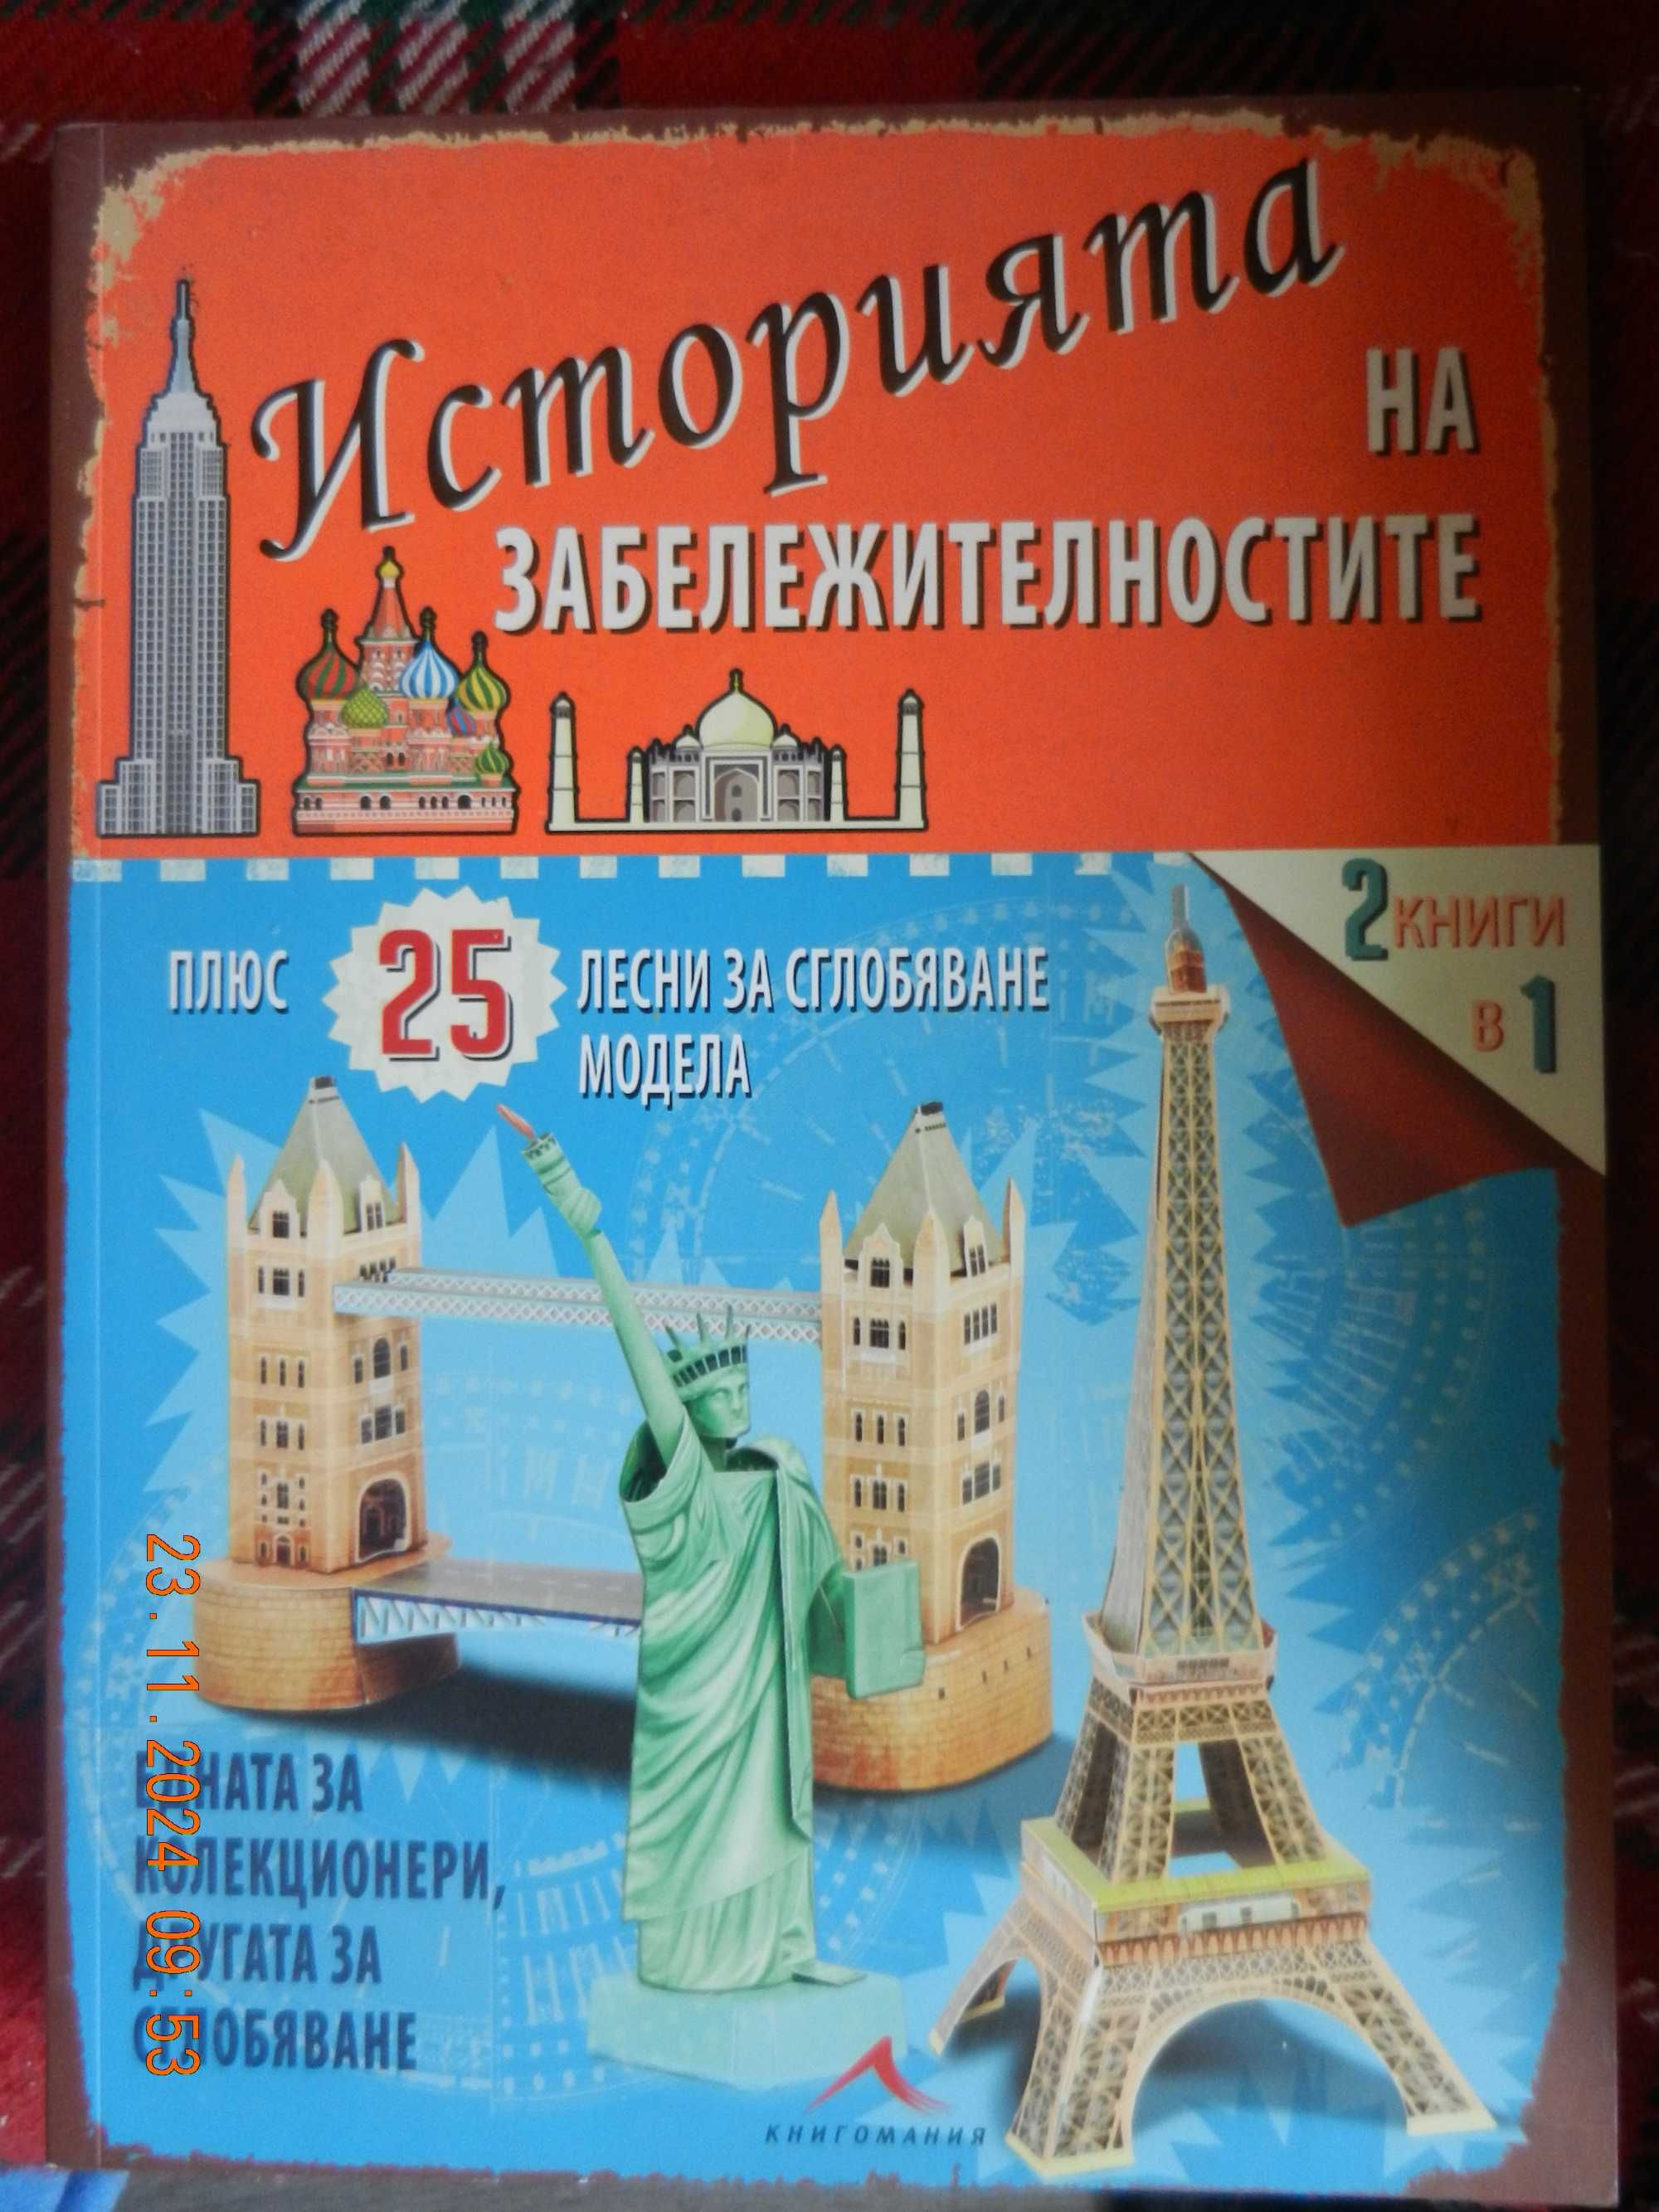 Историята
НА
ЗАБЕЛЕЖИТЕЛНОСТИТЕ
2 КНИГИ
В 1
ПЛЮС 25 ЛЕСНИ ЗА СГЛОБЯВАНЕ
МОДЕЛА
ЕДНАТА ЗА
КОЛЕКЦИОНЕРИ,
ДРУГАТА ЗА
СГЛОБЯВАНЕ
КНИГОМАНИЯ
23.11.2024 09:53